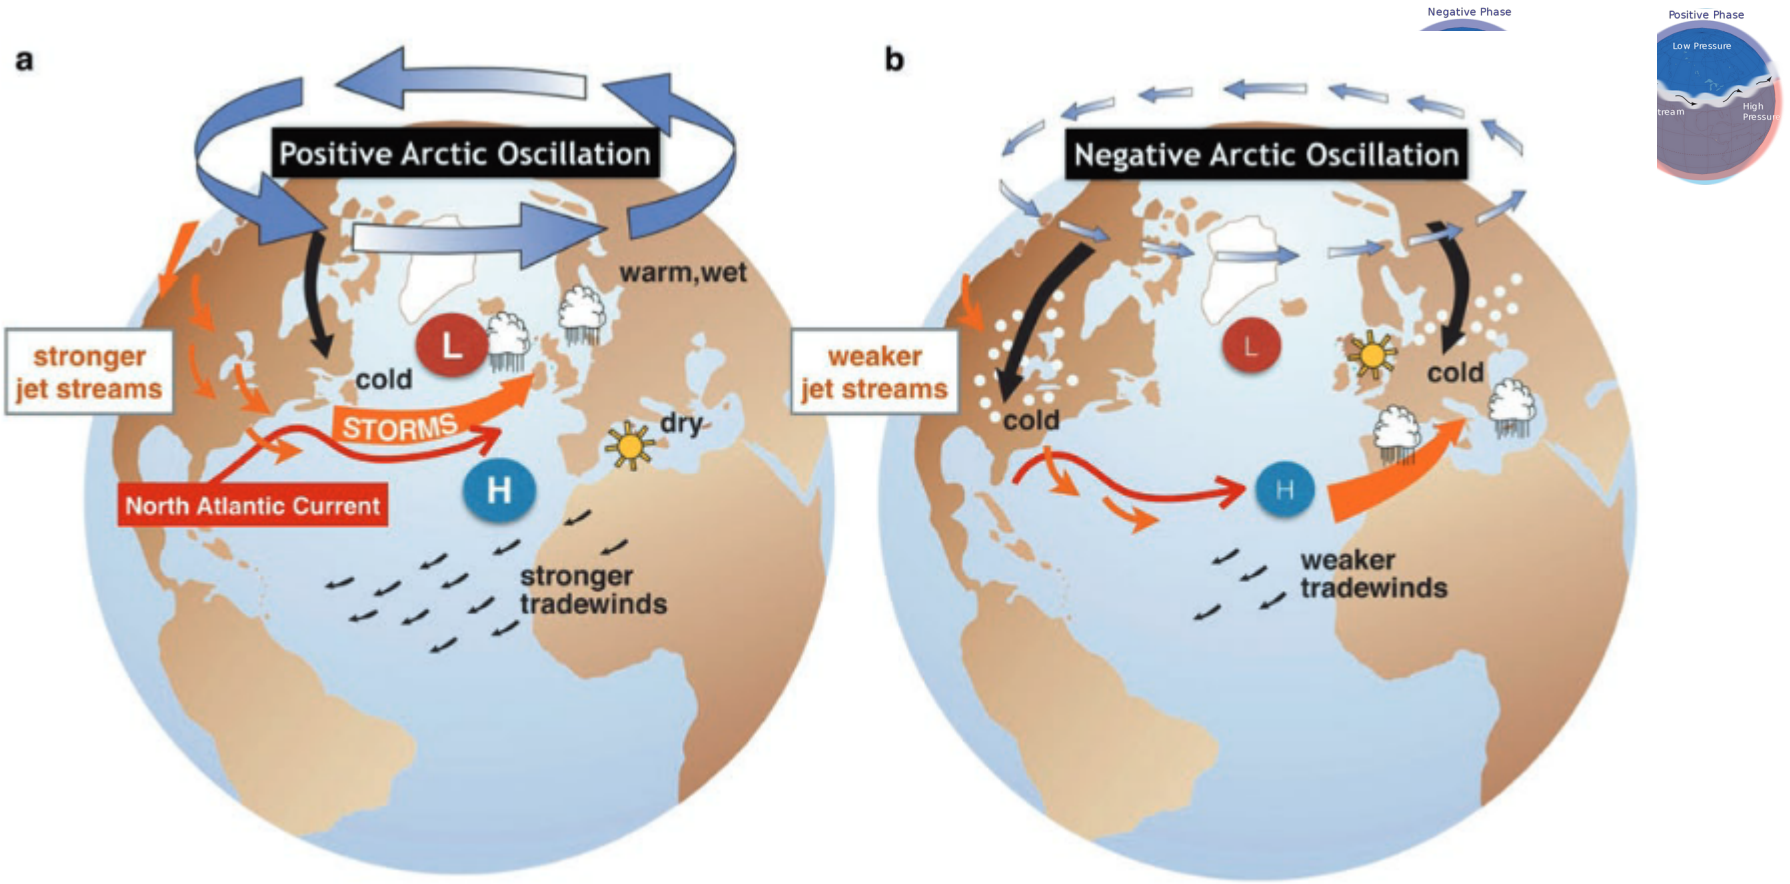 a
Positive Arctic Oscillation
warm,wet
stronger
jet streams
L
cold
STORMS
dry
H
North Atlantic Current
stronger
tradewinds
b
Negative Arctic Oscillation
weaker
jet streams
L
cold
cold
H
weaker
tradewinds
Negative Phase
Positive Phase
Low Pressure
tream
High
Pressur